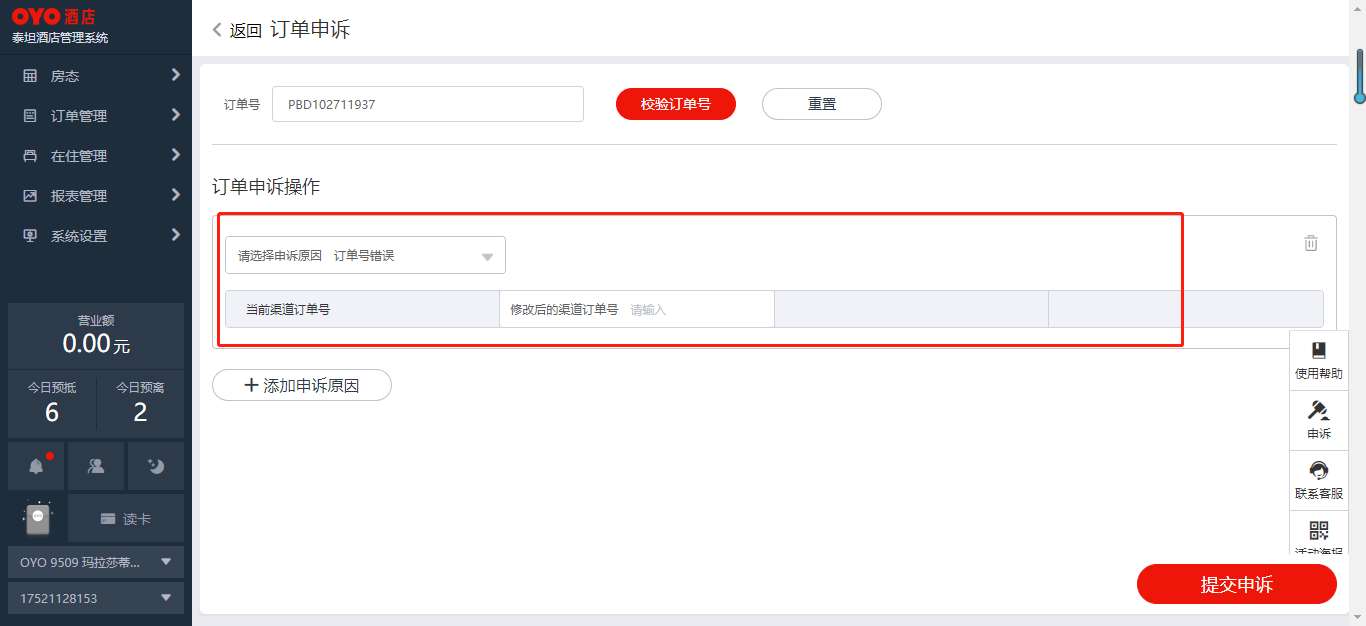 OYO 酒店
泰坦酒店管理系统
房态
订单管理
在住管理
报表管理
系统设置
营业额
0.00元
今日预抵 今日预离
6 2
读卡
OYO 9509 玛拉莎蒂...
17521128153
返回 订单申诉
订单号 PBD102711937 校验订单号 重置
订单申诉操作
请选择申诉原因 订单号错误
当前渠道订单号 修改后的渠道订单号 请输入
添加申诉原因
使用帮助
申诉
联系客服
活动海报
提交申诉